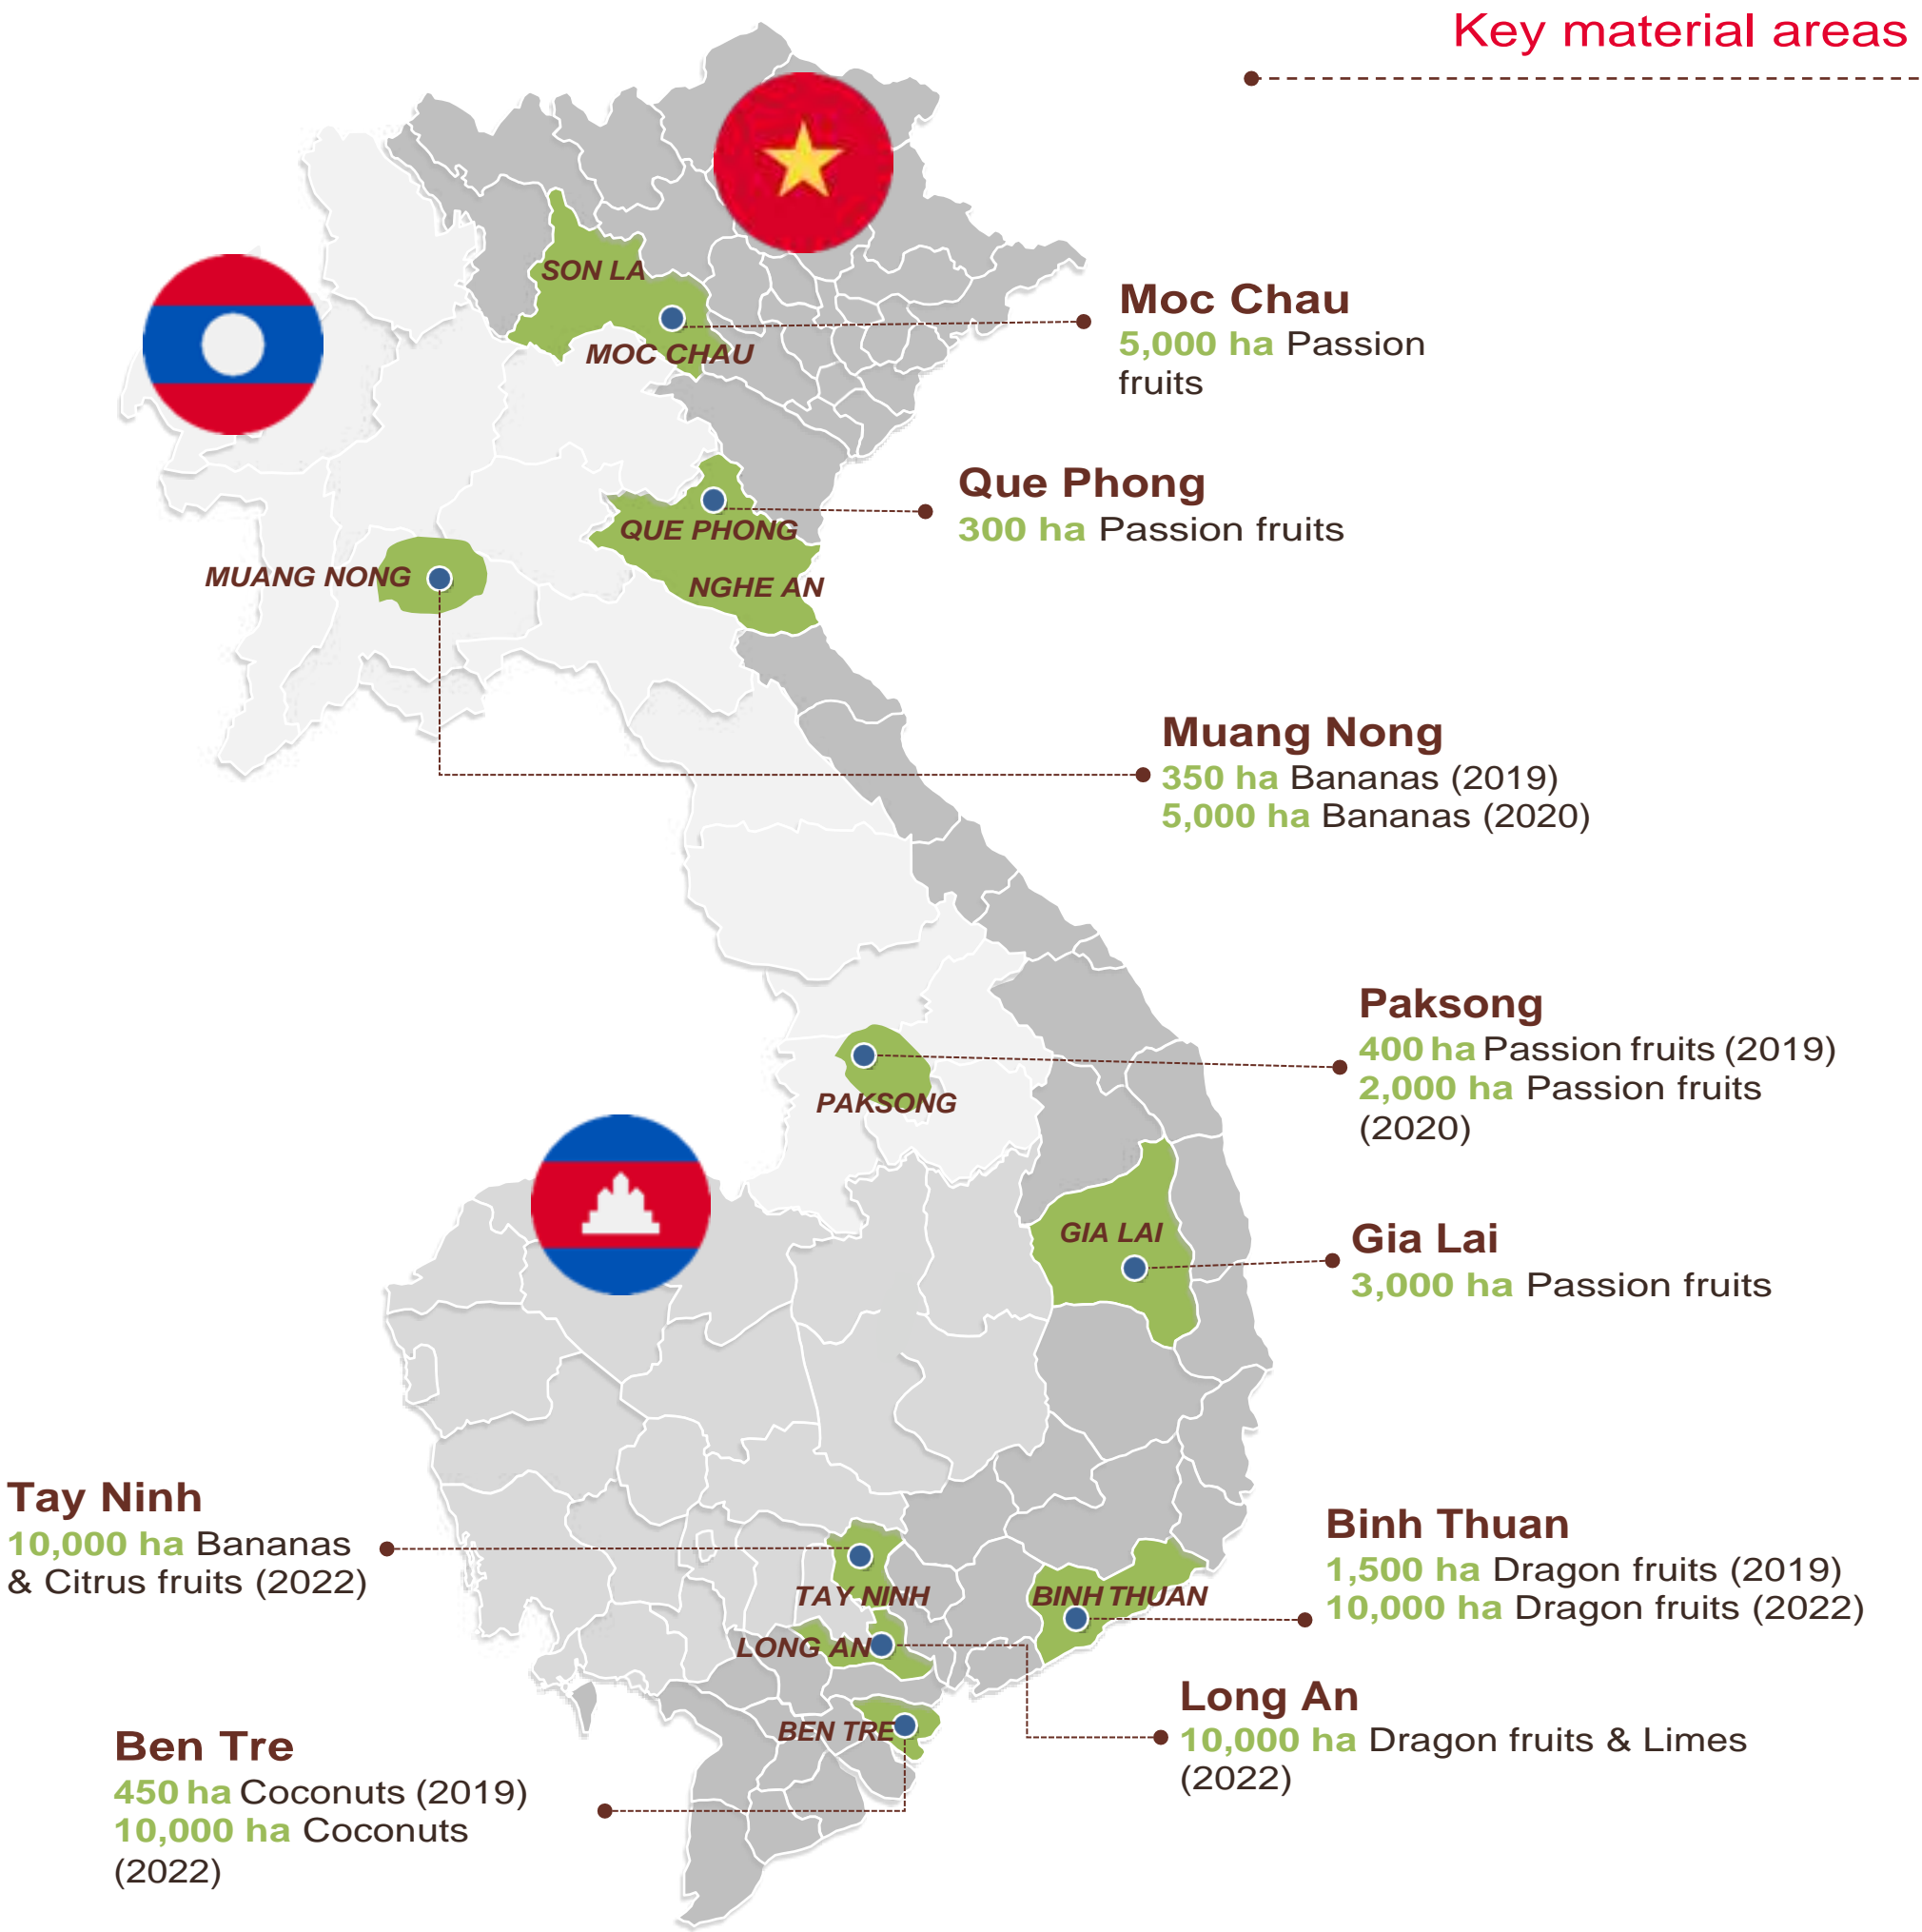 Key material areas
SON LA
MOC CHAU
Moc Chau
5,000 ha Passion
fruits
Que Phong
300 ha Passion fruits
QUE PHONG
NGHE AN
MUANG NONG
Muang Nong
350 ha Bananas (2019)
5,000 ha Bananas (2020)
Paksong
400 ha Passion fruits (2019)
2,000 ha Passion fruits
(2020)
PAKSONG
GIA LAI
Gia Lai
3,000 ha Passion fruits
Tay Ninh
10,000 ha Bananas
& Citrus fruits (2022)
TAY NINH
BINH THUAN
Binh Thuan
1,500 ha Dragon fruits (2019)
10,000 ha Dragon fruits (2022)
LONG AN
Long An
10,000 ha Dragon fruits & Limes
(2022)
BEN TRE
Ben Tre
450 ha Coconuts (2019)
10,000 ha Coconuts
(2022)